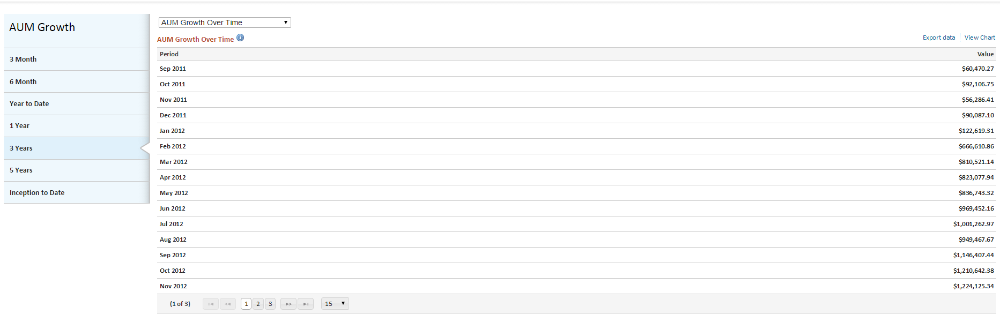 AUM Growth
3 Month
6 Month
Year to Date
1 Year
3 Years
5 Years
Inception to Date
AUM Growth Over Time
AUM Growth Over Time
Export data View Chart
Period Value
Sep 2011 $60,470.27
Oct 2011 $92,106.75
Nov 2011 $56,286.41
Dec 2011 $90,087.10
Jan 2012 $122,619.31
Feb 2012 $666,610.86
Mar 2012 $810,521.14
Apr 2012 $823,077.94
May 2012 $836,743.32
Jun 2012 $969,452.16
Jul 2012 $1,001,262.97
Aug 2012 $949,467.67
Sep 2012 $1,146,407.44
Oct 2012 $1,210,642.38
Nov 2012 $1,224,125.34
(1 of 3) 1 2 3 15